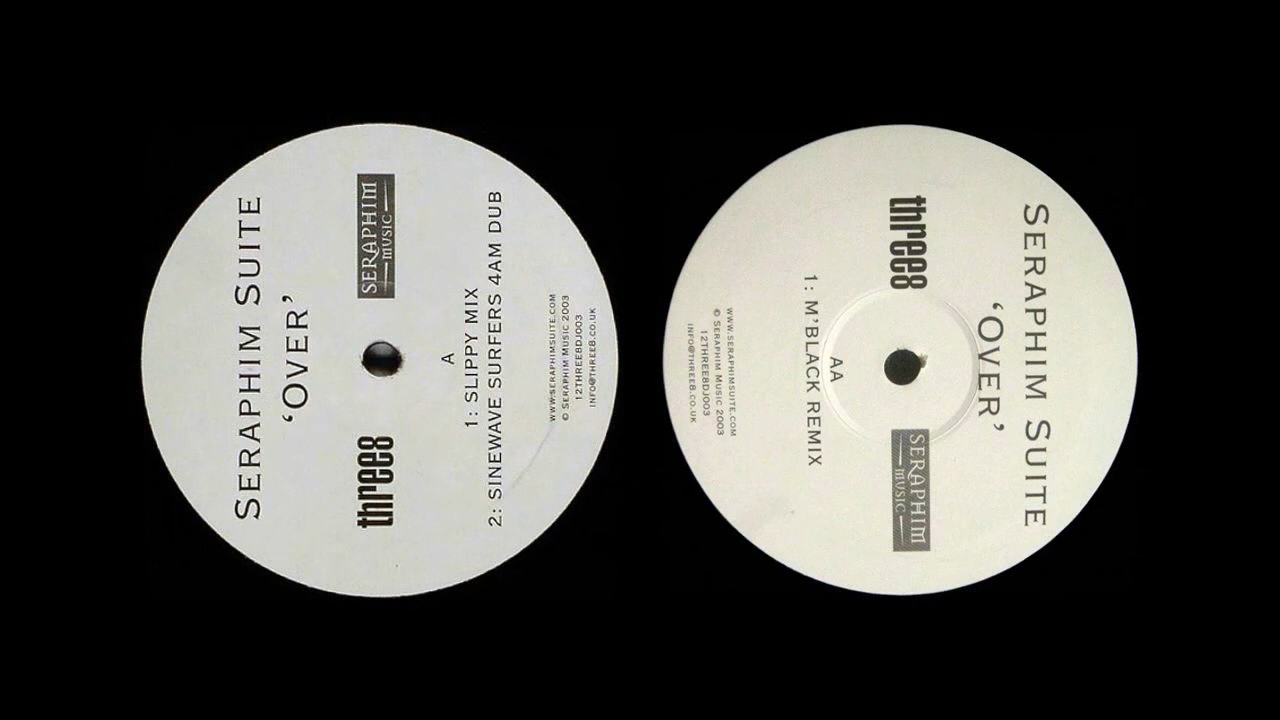 SERAPHIM SUITE
‘OVER’
three8
SERAPHIM
MUSIC
A
1: SLIPPY MIX
2: SINEWAVE SURFERS 4AM DUB
WWW.SERAPHIMSUITE.COM
© SERAPHIM MUSIC 2003
12THREE8DJ003
INFO@THREE8.CO.UK
SERAPHIM SUITE
‘OVER’
three8
SERAPHIM
MUSIC
AA
1: M’BLACK REMIX
WWW.SERAPHIMSUITE.COM
© SERAPHIM MUSIC 2003
12THREE8DJ003
INFO@THREE8.CO.UK